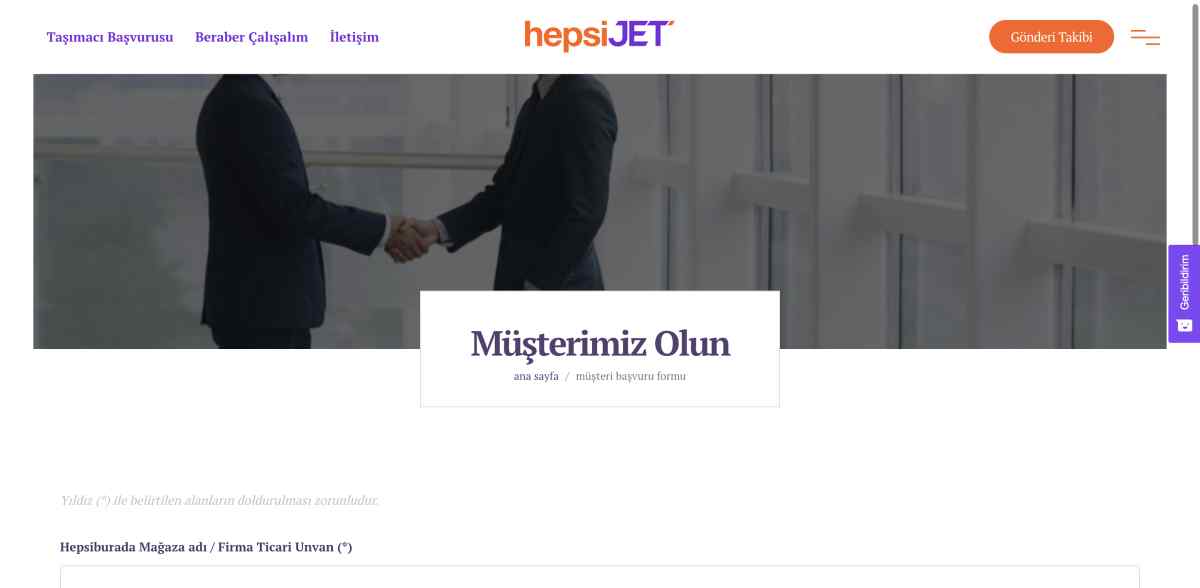 Taşımacı Başvurusu
Beraber Çalışalım
İletişim
hepsiJET
Gönderi Takibi
Geribildirim
Müşterimiz Olun
ana sayfa / müşteri başvuru formu
Yıldız (*) ile belirtilen alanların doldurulması zorunludur.
Hepsiburada Mağaza adı / Firma Ticari Unvan (*)